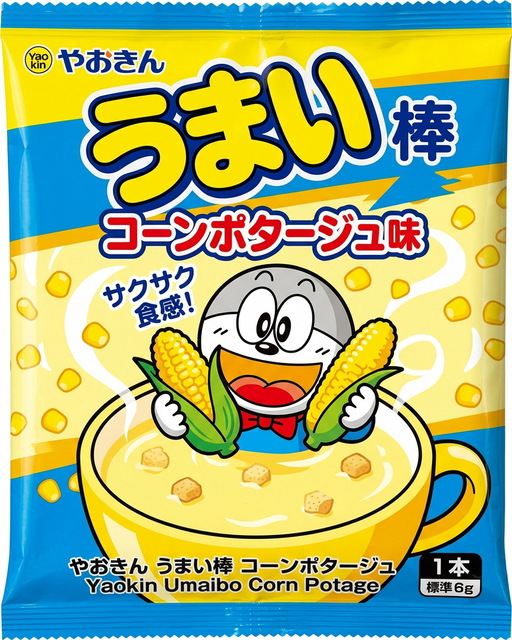 Yao
kin
やおきん
うまい棒
コーンポタージュ味
サクサク
食感!
やおきん うまい棒 コーンポタージュ
Yaokin Umaibo Corn Potage
1本
標準6g